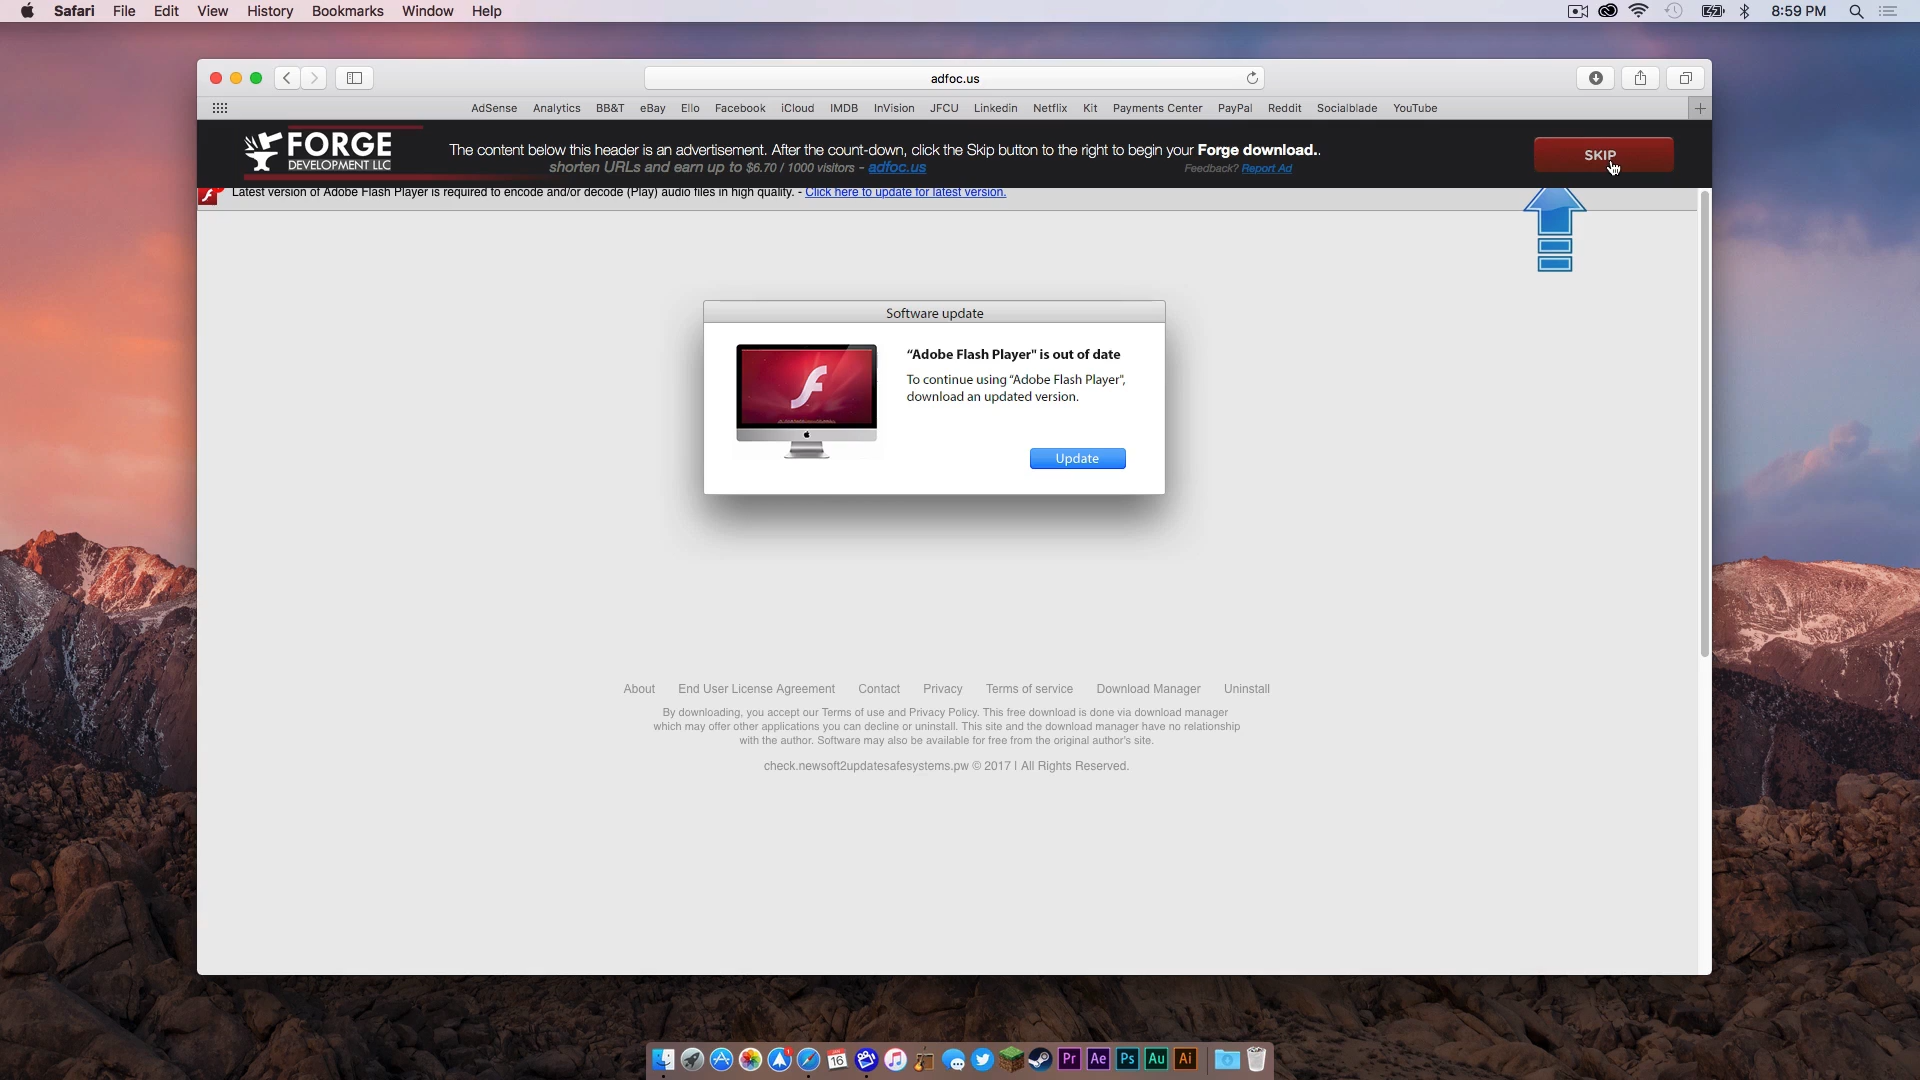 Safari File Edit View History Bookmarks Window Help 8:59 PM
adfoc.us
AdSense Analytics BB&T eBay Ello Facebook iCloud IMDB InVision JFCU Linkedin Netflix Kit Payments Center PayPal Reddit Socialblade YouTube
FORGE
DEVELOPMENT LLC
The content below this header is an advertisement. After the count-down, click the Skip button to the right to begin your Forge download..
shorten URLs and earn up to $6.70 / 1000 visitors - adfoc.us
Feedback? Report Ad
SKIP
Latest version of Adobe Flash Player is required to encode and/or decode (Play) audio files in high quality. - Click here to update for latest version.
Software update
“Adobe Flash Player" is out of date
To continue using “Adobe Flash Player",
download an updated version.
Update
About End User License Agreement Contact Privacy Terms of service Download Manager Uninstall
By downloading, you accept our Terms of use and Privacy Policy. This free download is done via download manager
which may offer other applications you can decline or uninstall. This site and the download manager have no relationship
with the author. Software may also be available for free from the original author's site.
check.newsoft2updatesafesystems.pw © 2017 | All Rights Reserved.
16 Pr Ae Ps Au Ai